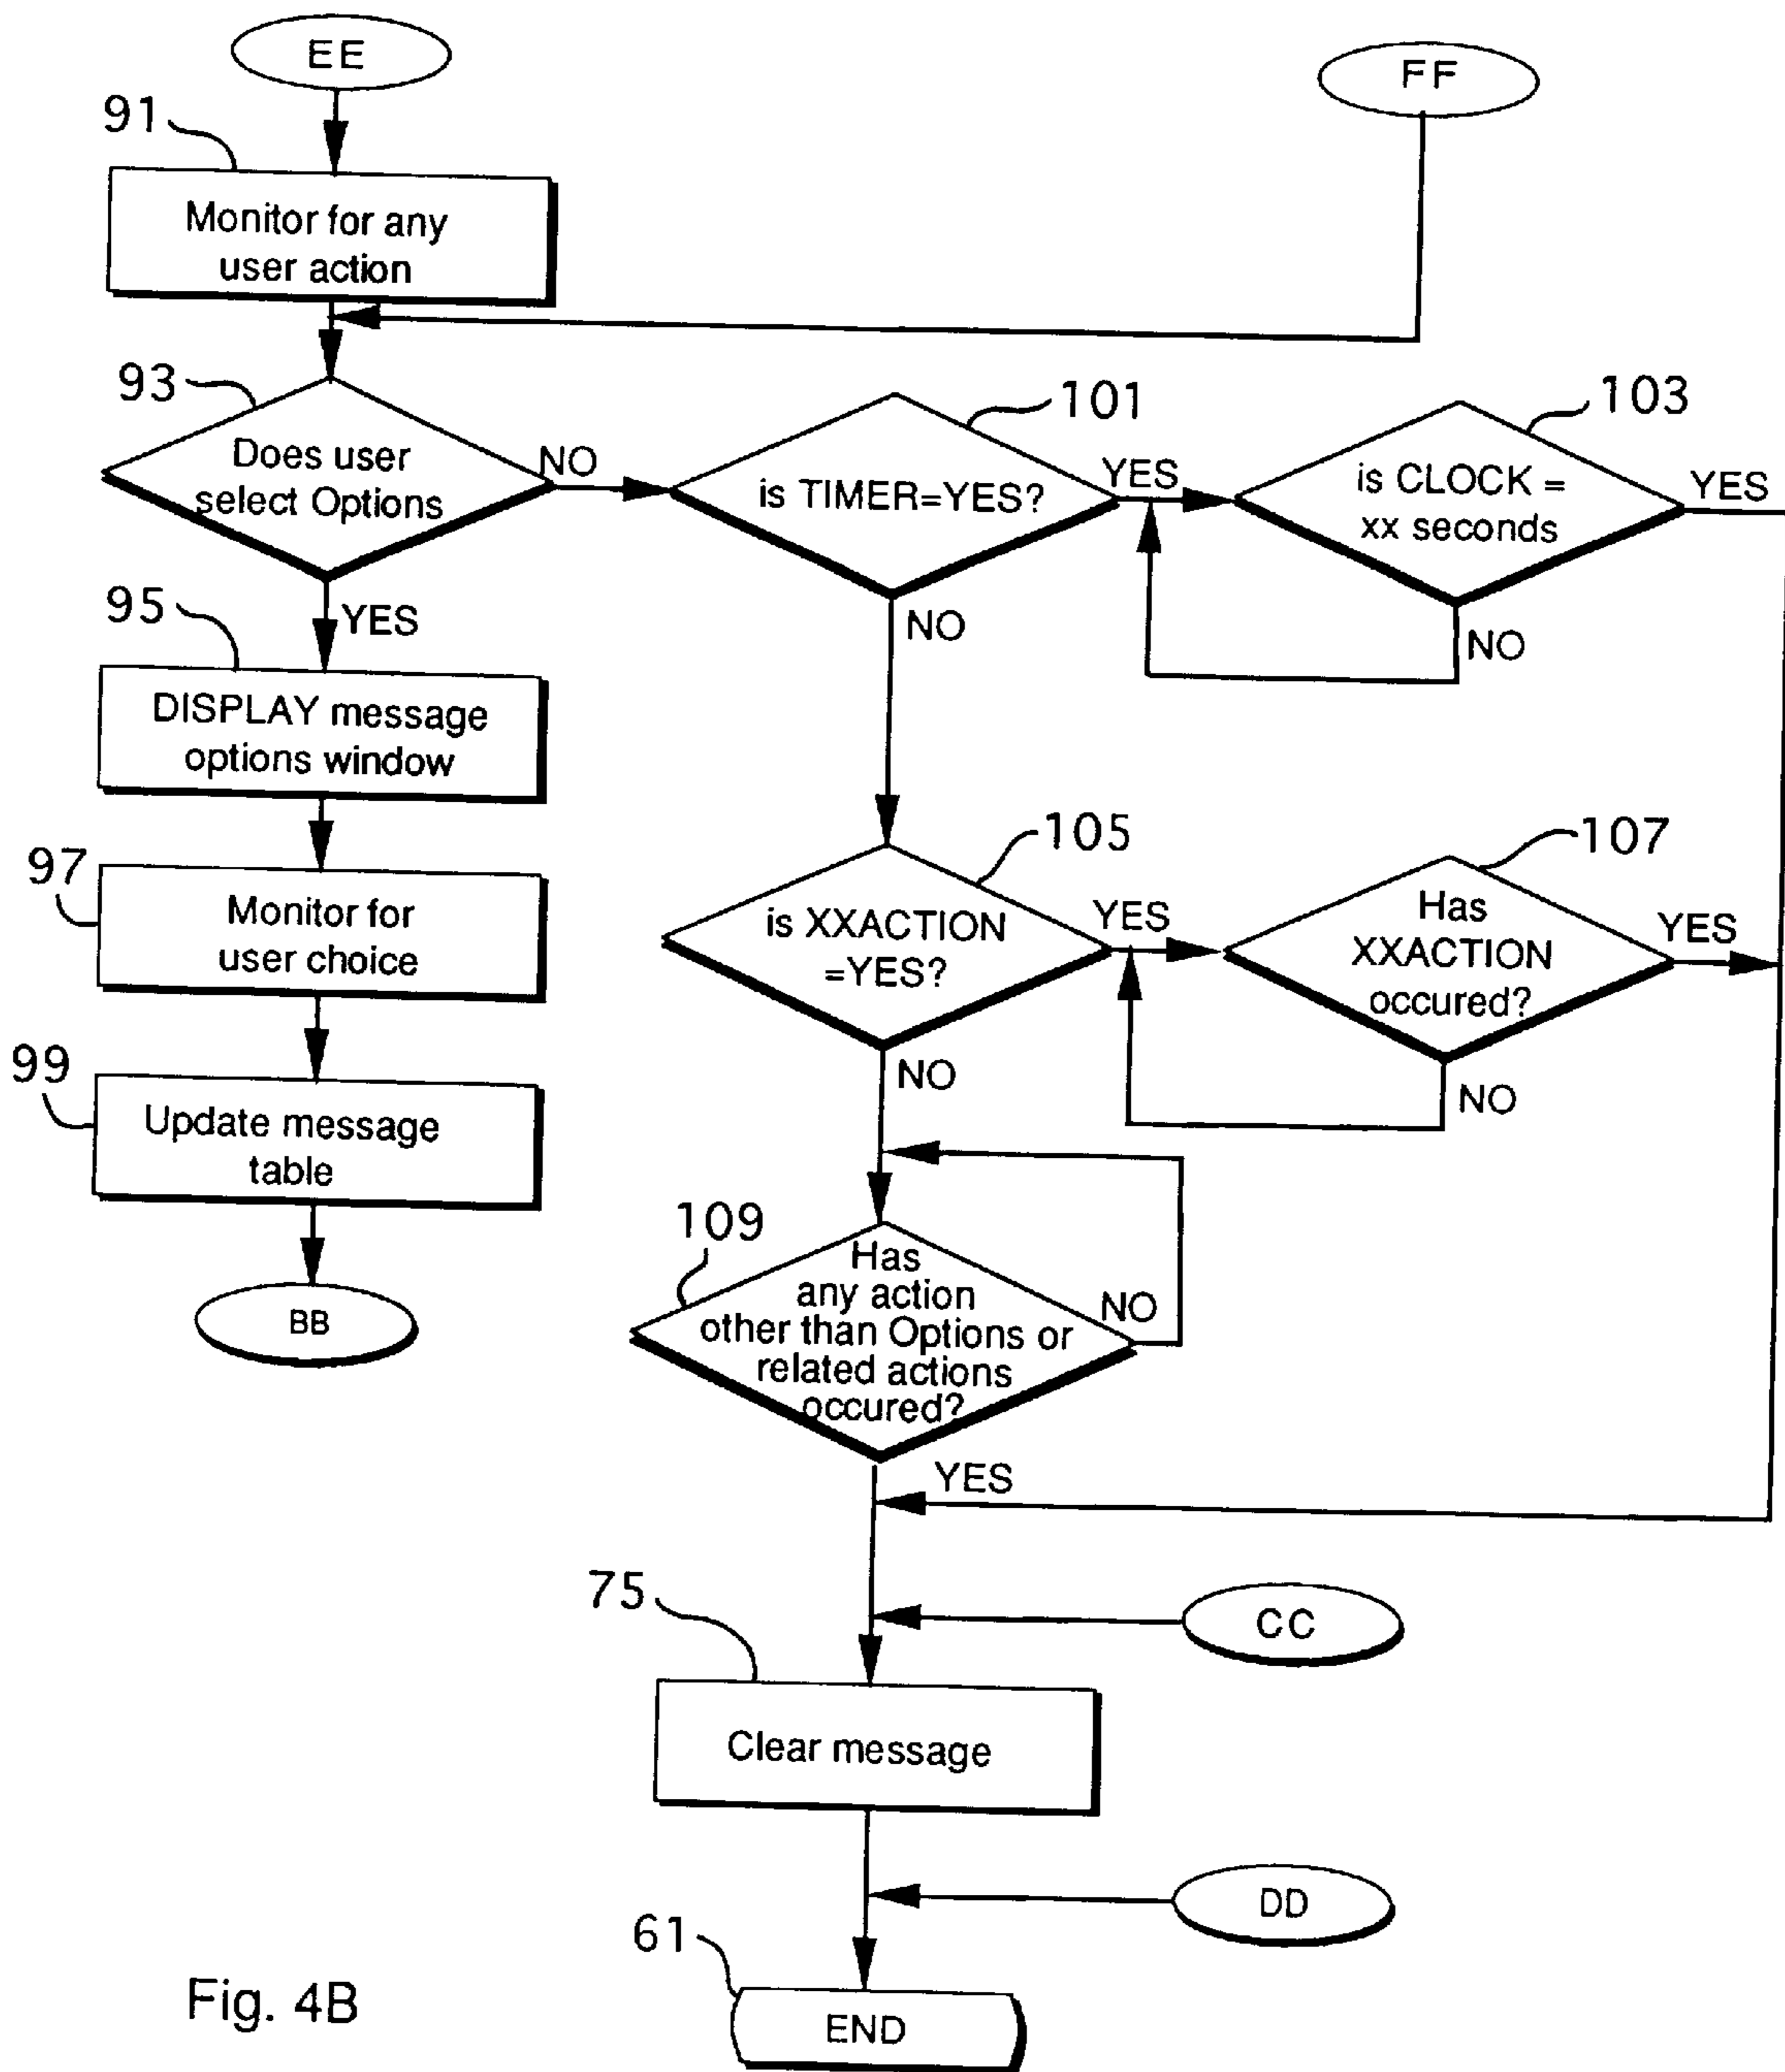 EE
FF
91
Monitor for any
user action
93
Does user
select Options
NO
YES
101
is TIMER=YES?
YES
NO
103
is CLOCK =
xx seconds
YES
NO
95
DISPLAY message
options window
97
Monitor for
user choice
99
Update message
table
BB
105
is XXACTION
=YES?
YES
NO
107
Has
XXACTION
occured?
YES
NO
109
Has
any action
other than Options or
related actions
occured?
NO
YES
75
CC
Clear message
DD
61
END
Fig. 4B